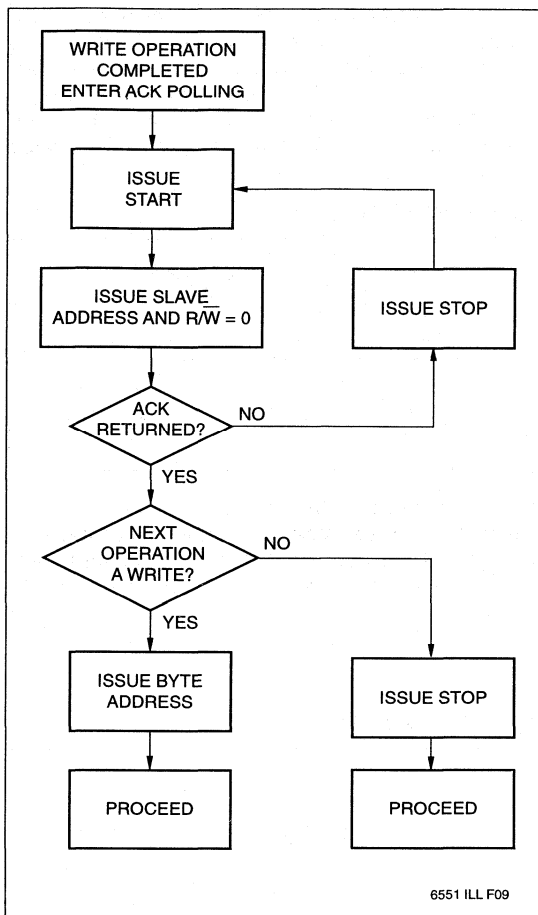 WRITE OPERATION
COMPLETED
ENTER ACK POLLING
ISSUE
START
ISSUE SLAVE
ADDRESS AND R/W̅ = 0
ISSUE STOP
ACK
RETURNED?
NO
YES
NEXT
OPERATION
A WRITE?
NO
YES
ISSUE BYTE
ADDRESS
ISSUE STOP
PROCEED
PROCEED
6551 ILL F09